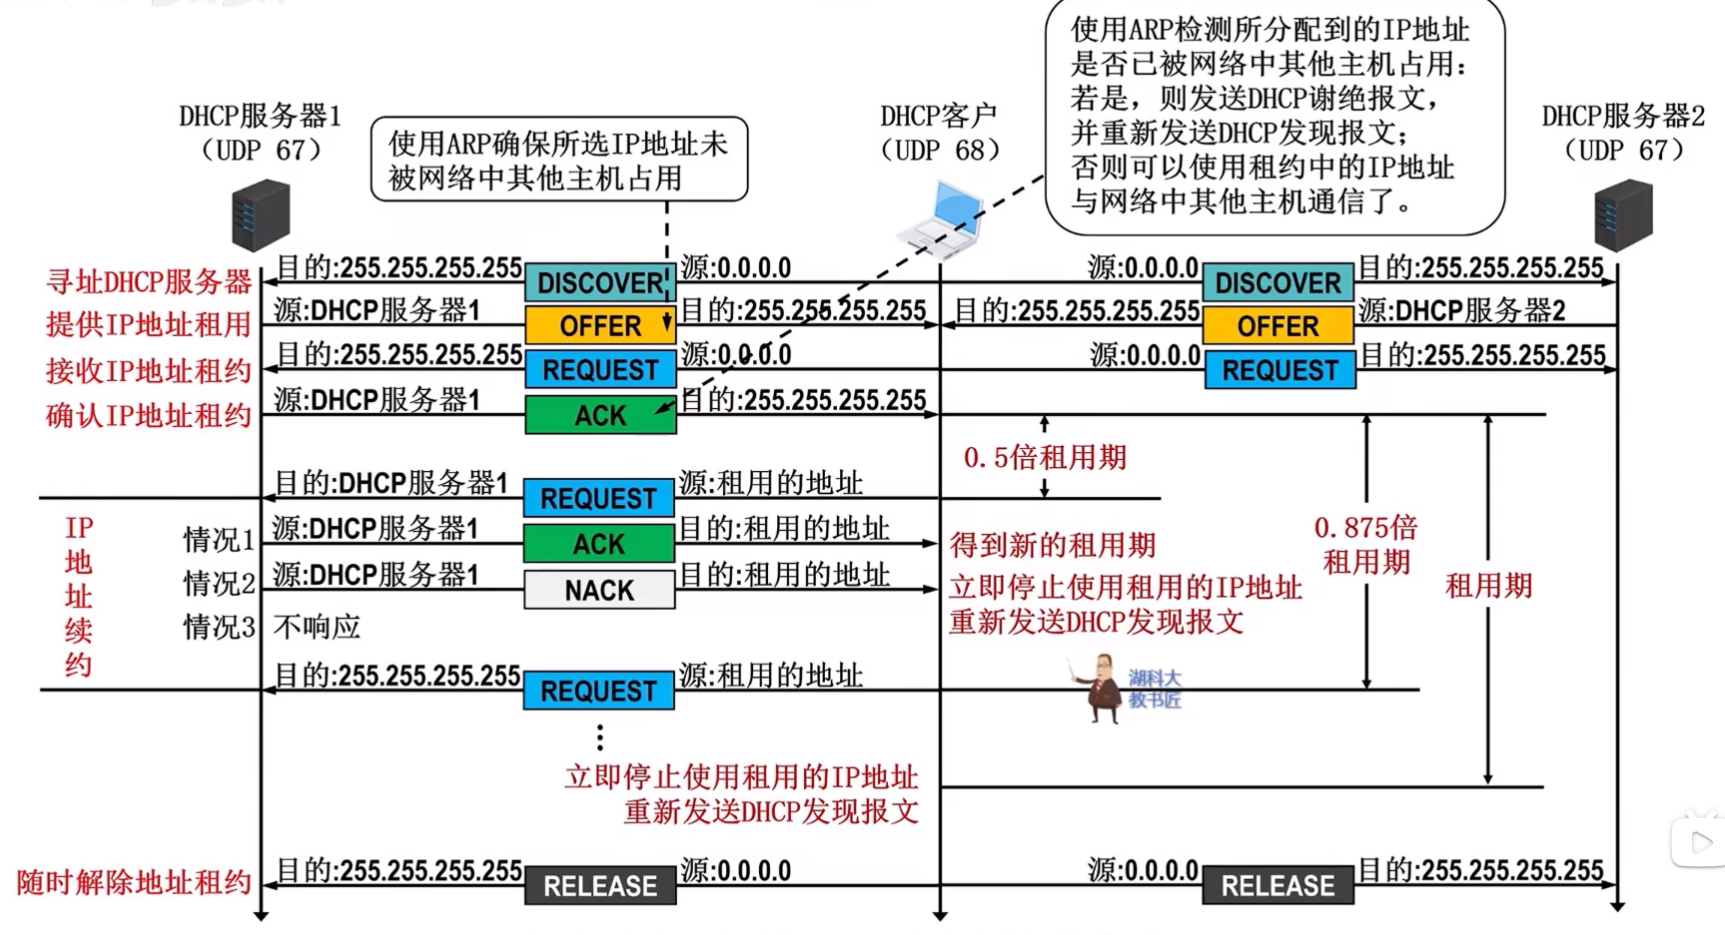 使用ARP检测所分配到的IP地址
是否已被网络中其他主机占用：
若是，则发送DHCP谢绝报文，
并重新发送DHCP发现报文；
否则可以使用租约中的IP地址
与网络中其他主机通信了。
DHCP服务器1
（UDP 67）
使用ARP确保所选IP地址未
被网络中其他主机占用
DHCP客户
（UDP 68）
DHCP服务器2
（UDP 67）
寻址DHCP服务器
目的:255.255.255.255
DISCOVER
源:0.0.0.0
源:0.0.0.0
DISCOVER
目的:255.255.255.255
提供IP地址租用
源:DHCP服务器1
OFFER
目的:255.255.255.255
目的:255.255.255.255
OFFER
源:DHCP服务器2
接收IP地址租约
目的:255.255.255.255
REQUEST
源:0.0.0.0
源:0.0.0.0
REQUEST
目的:255.255.255.255
确认IP地址租约
源:DHCP服务器1
ACK
目的:255.255.255.255
0.5倍租用期
目的:DHCP服务器1
REQUEST
源:租用的地址
IP
地
址
续
约
情况1
源:DHCP服务器1
ACK
目的:租用的地址
得到新的租用期
情况2
源:DHCP服务器1
NACK
目的:租用的地址
立即停止使用租用的IP地址
重新发送DHCP发现报文
情况3
不响应
0.875倍
租用期
租用期
目的:255.255.255.255
REQUEST
源:租用的地址
湖科大
教书匠
立即停止使用租用的IP地址
重新发送DHCP发现报文
随时解除地址租约
目的:255.255.255.255
RELEASE
源:0.0.0.0
源:0.0.0.0
RELEASE
目的:255.255.255.255